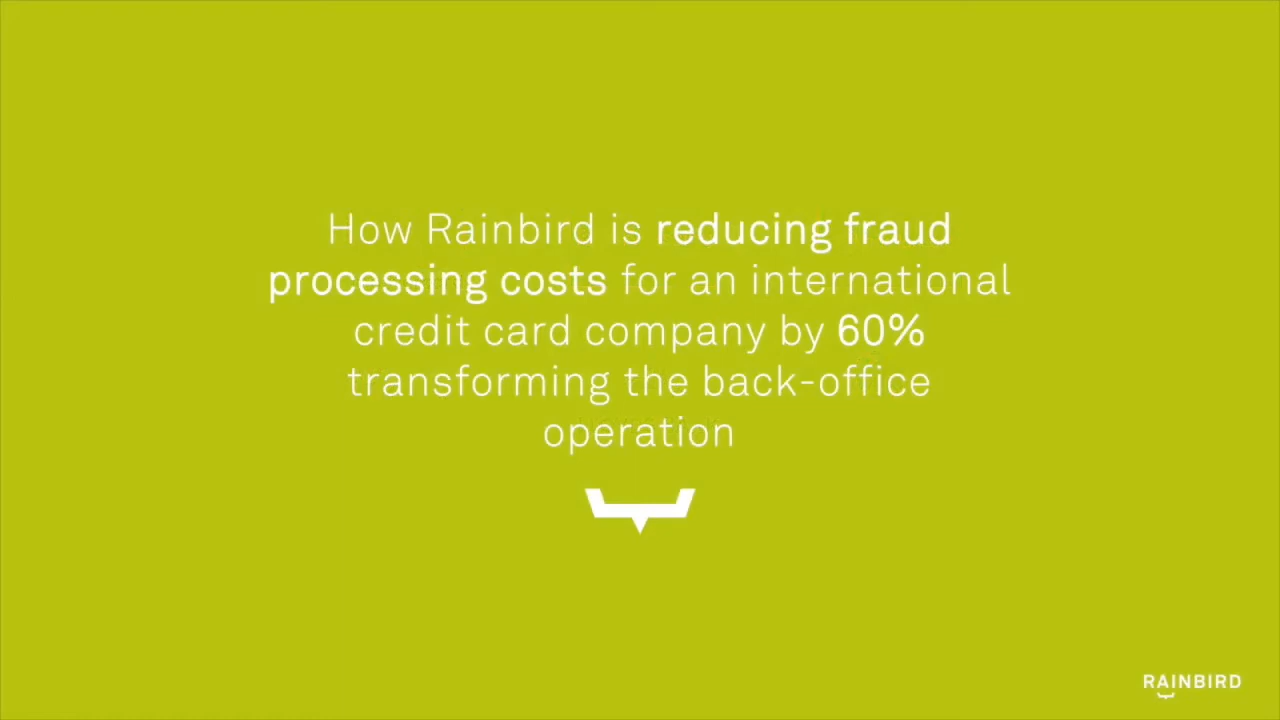 How Rainbird is reducing fraud
processing costs for an international
credit card company by 60%
transforming the back-office
operation
RAINBIRD